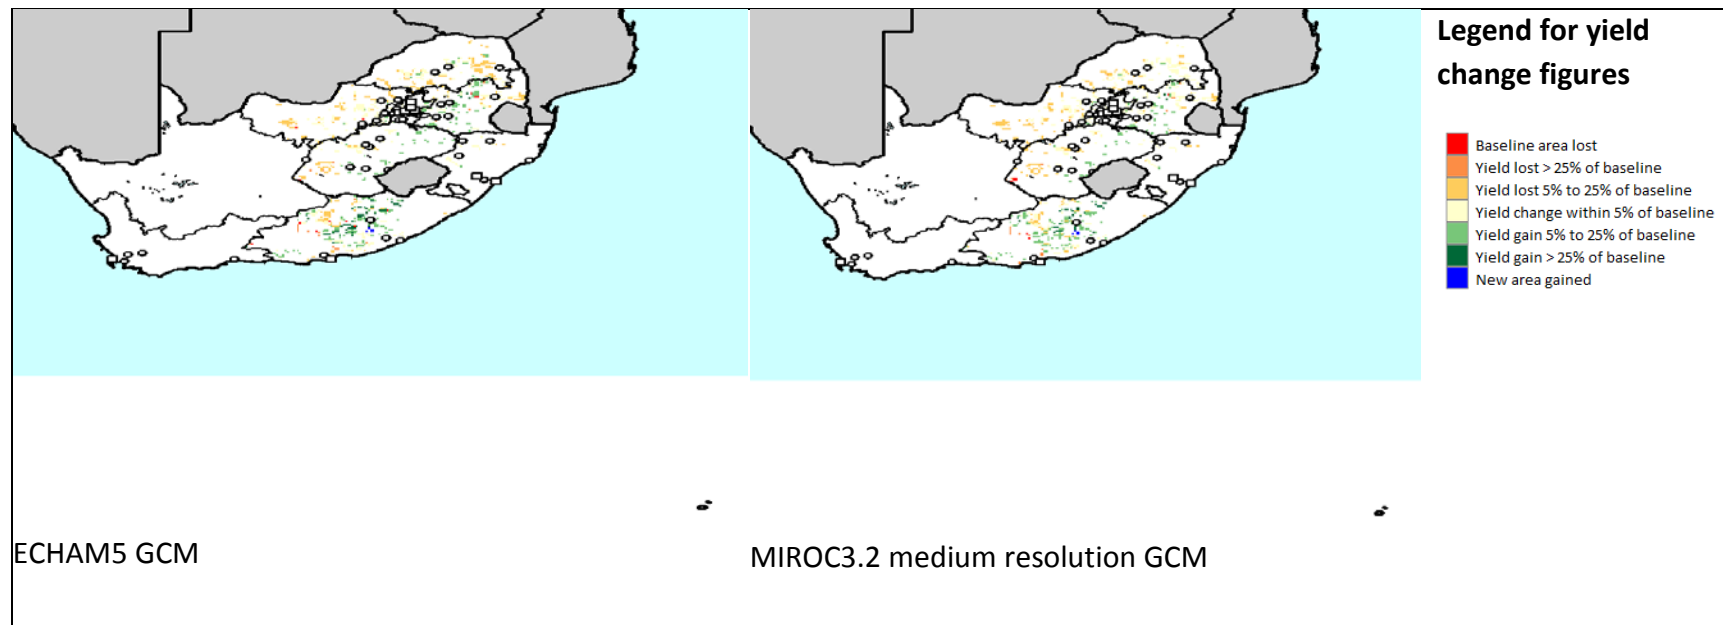 Legend for yield
change figures
Baseline area lost
Yield lost > 25% of baseline
Yield lost 5% to 25% of baseline
Yield change within 5% of baseline
Yield gain 5% to 25% of baseline
Yield gain > 25% of baseline
New area gained
ECHAM5 GCM
MIROC3.2 medium resolution GCM